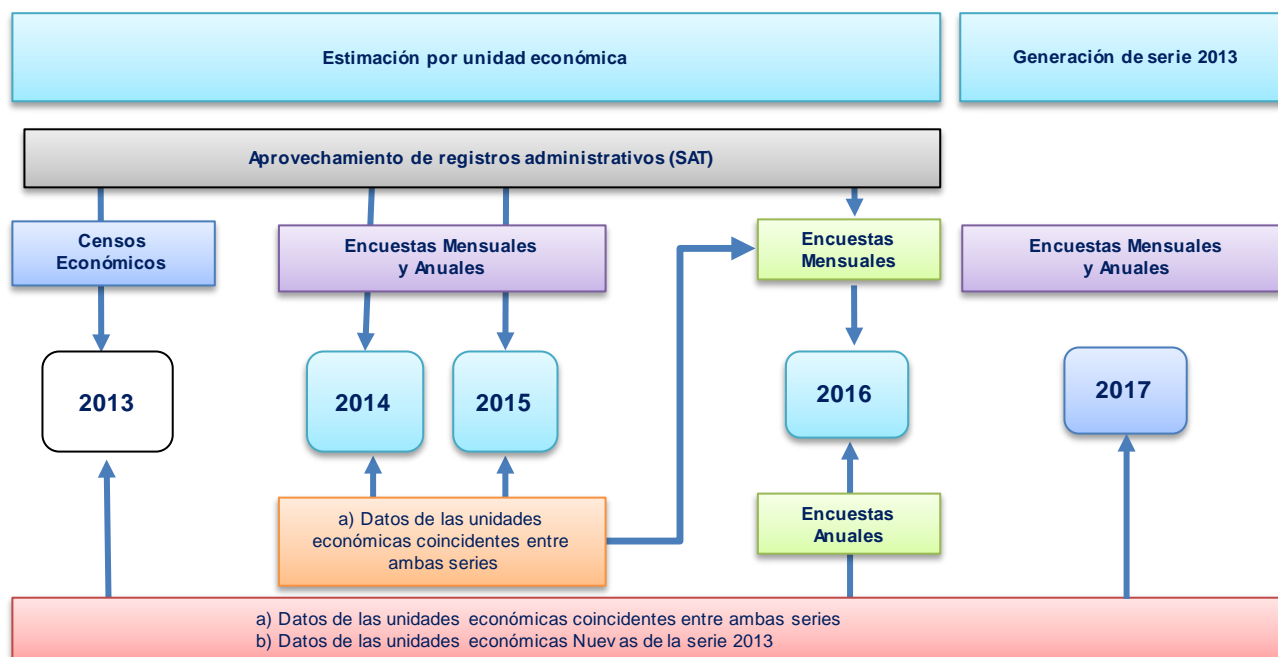 Estimación por unidad económica
Generación de serie 2013
Aprovechamiento de registros administrativos (SAT)
Censos
Económicos
Encuestas Mensuales
y Anuales
Encuestas
Mensuales
Encuestas Mensuales
y Anuales
2013
2014
2015
2016
2017
a) Datos de las unidades
económicas coincidentes entre
ambas series
Encuestas
Anuales
a) Datos de las unidades económicas coincidentes entre ambas series
b) Datos de las unidades económicas Nuevas de la serie 2013